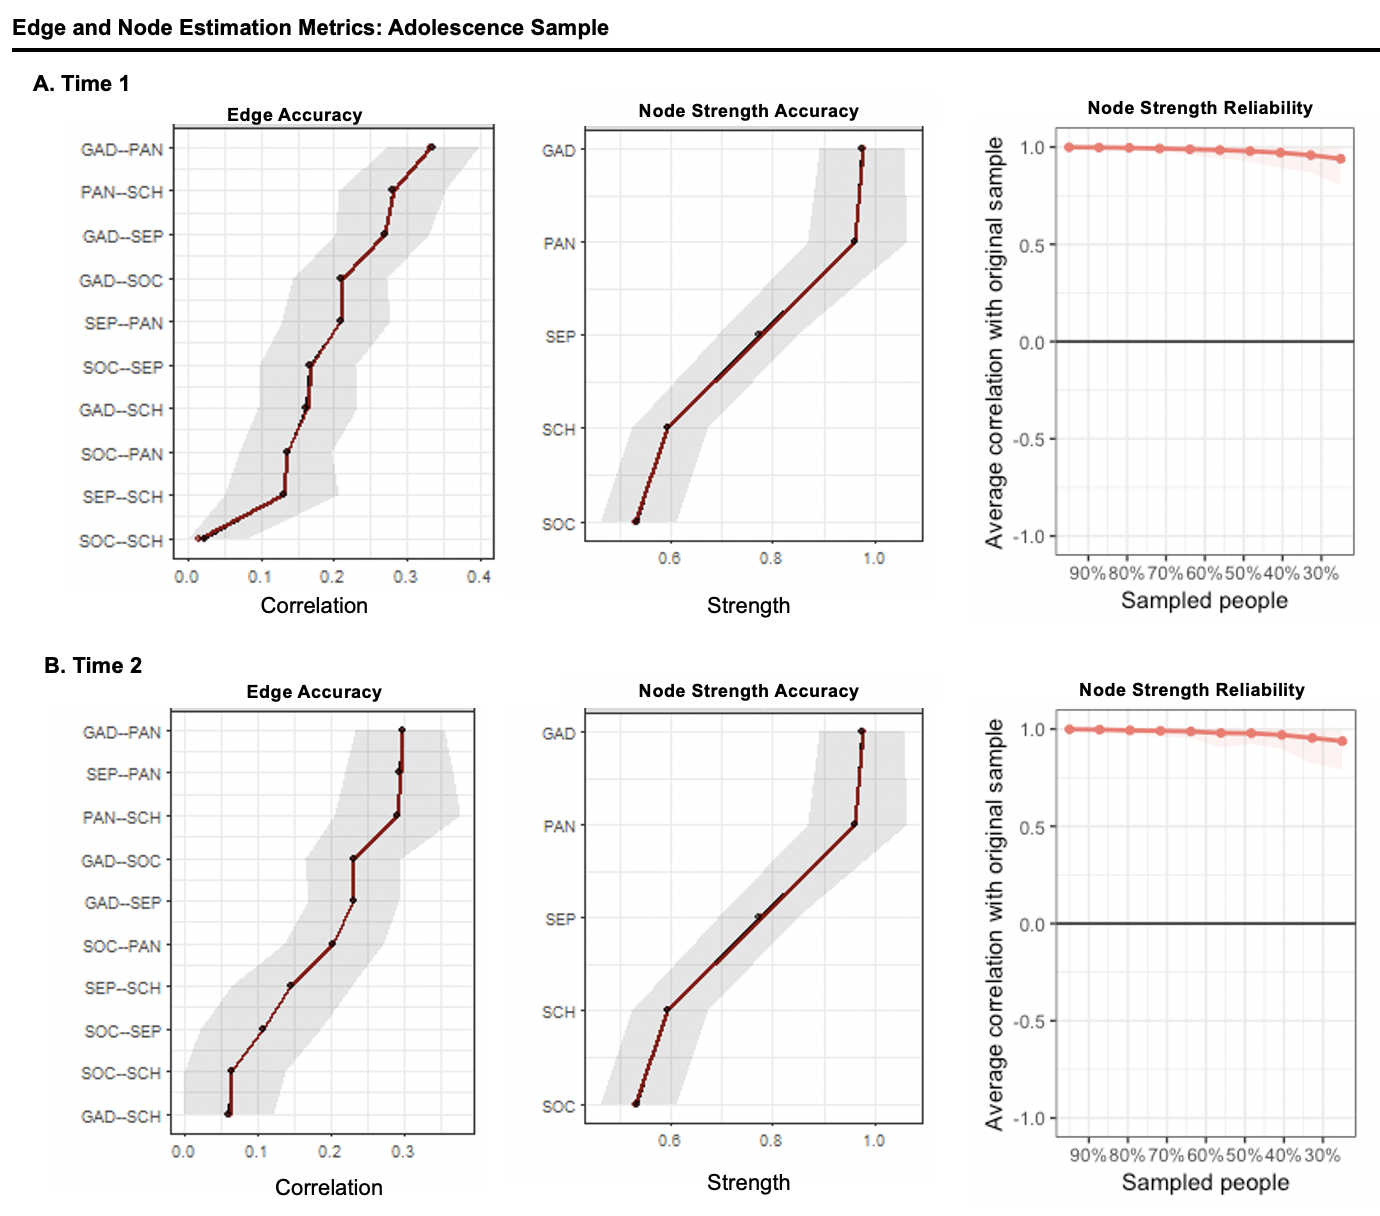 Edge and Node Estimation Metrics: Adolescence Sample
A. Time 1
Edge Accuracy
GAD--PAN
PAN--SCH
GAD--SEP
GAD--SOC
SEP--PAN
SOC--SEP
GAD--SCH
SOC--PAN
SEP--SCH
SOC--SCH
0.0 0.1 0.2 0.3 0.4
Correlation
Node Strength Accuracy
GAD
PAN
SEP
SCH
SOC
0.6 0.8 1.0
Strength
Node Strength Reliability
Average correlation with original sample
1.0
0.5
0.0
-0.5
-1.0
90% 80% 70% 60% 50% 40% 30%
Sampled people
B. Time 2
Edge Accuracy
GAD--PAN
SEP--PAN
PAN--SCH
GAD--SOC
GAD--SEP
SOC--PAN
SEP--SCH
SOC--SEP
SOC--SCH
GAD--SCH
0.0 0.1 0.2 0.3
Correlation
Node Strength Accuracy
GAD
PAN
SEP
SCH
SOC
0.6 0.8 1.0
Strength
Node Strength Reliability
Average correlation with original sample
1.0
0.5
0.0
-0.5
-1.0
90% 80% 70% 60% 50% 40% 30%
Sampled people